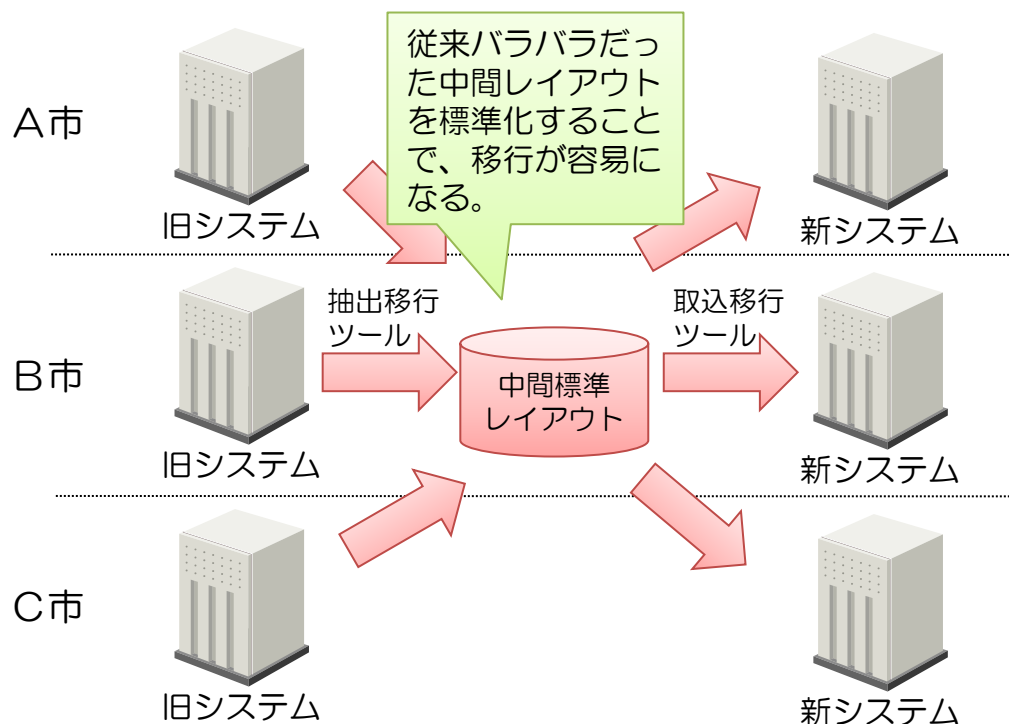 従来バラバラだっ
た中間レイアウト
を標準化すること
で、移行が容易に
なる。
A市
旧システム
新システム
抽出移行
ツール
取込移行
ツール
B市
中間標準
レイアウト
旧システム
新システム
C市
旧システム
新システム